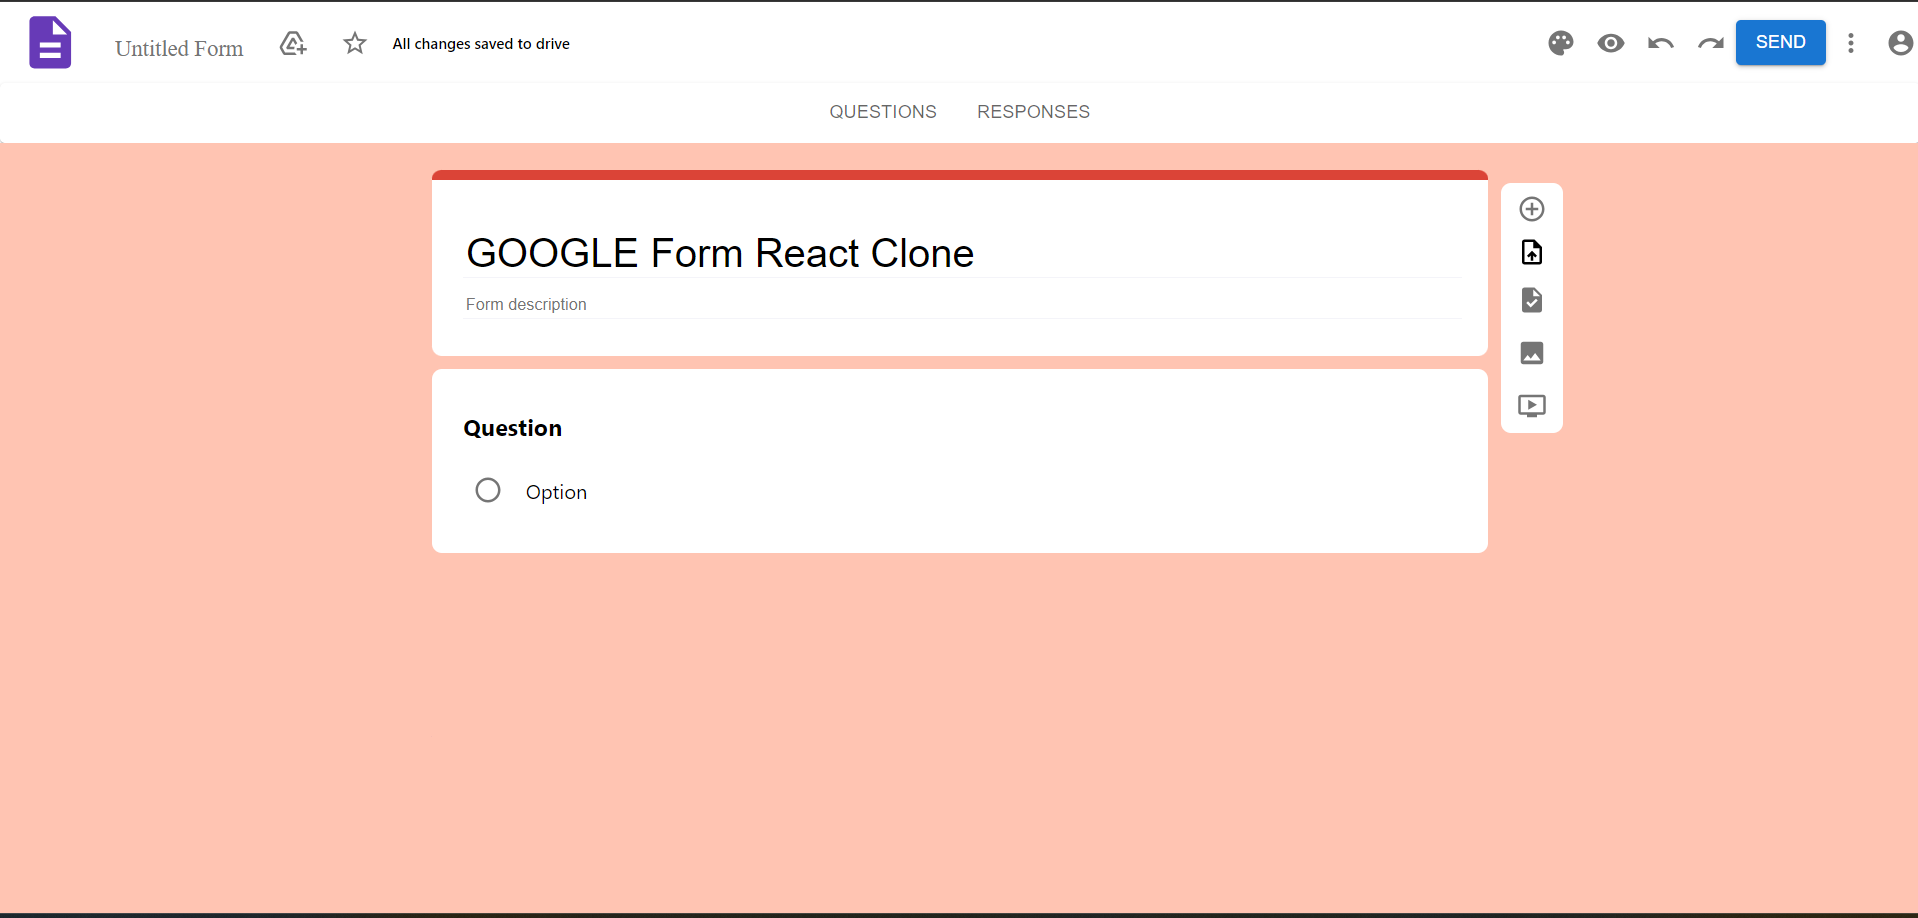 Untitled Form
All changes saved to drive
SEND
QUESTIONS RESPONSES
GOOGLE Form React Clone
Form description
Question
Option